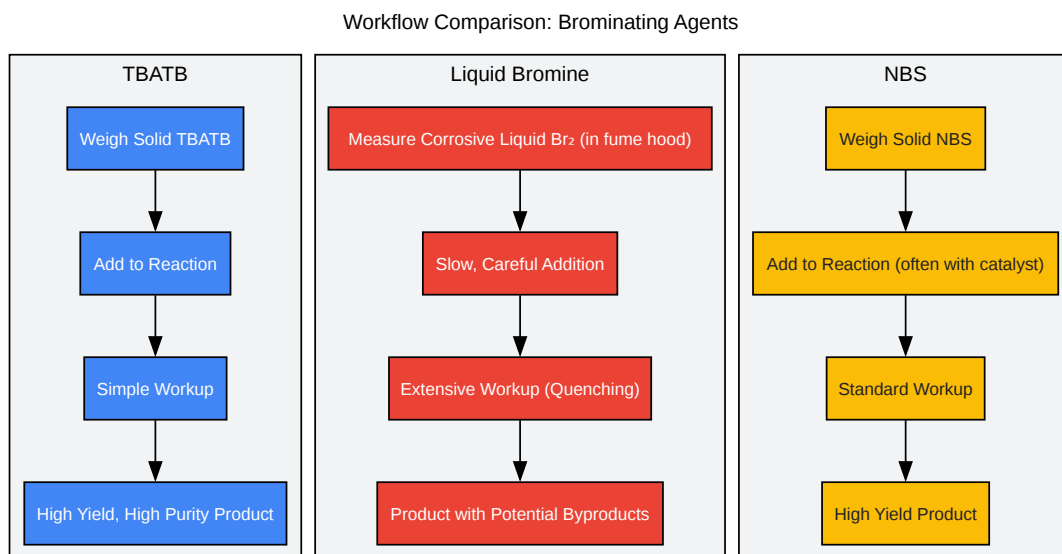 Workflow Comparison: Brominating Agents
TBATB
Weigh Solid TBATB
Add to Reaction
Simple Workup
High Yield, High Purity Product
Liquid Bromine
Measure Corrosive Liquid Br₂ (in fume hood)
Slow, Careful Addition
Extensive Workup (Quenching)
Product with Potential Byproducts
NBS
Weigh Solid NBS
Add to Reaction (often with catalyst)
Standard Workup
High Yield Product